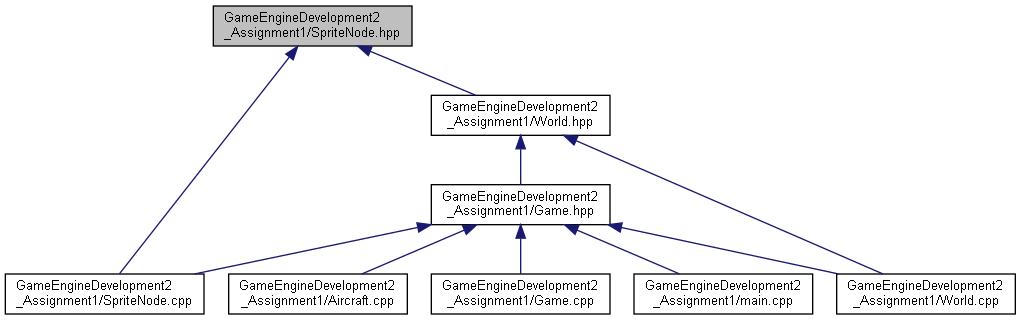 GameEngineDevelopment2
_Assignment1/SpriteNode.hpp
GameEngineDevelopment2
_Assignment1/World.hpp
GameEngineDevelopment2
_Assignment1/Game.hpp
GameEngineDevelopment2
_Assignment1/SpriteNode.cpp
GameEngineDevelopment2
_Assignment1/Aircraft.cpp
GameEngineDevelopment2
_Assignment1/Game.cpp
GameEngineDevelopment2
_Assignment1/main.cpp
GameEngineDevelopment2
_Assignment1/World.cpp